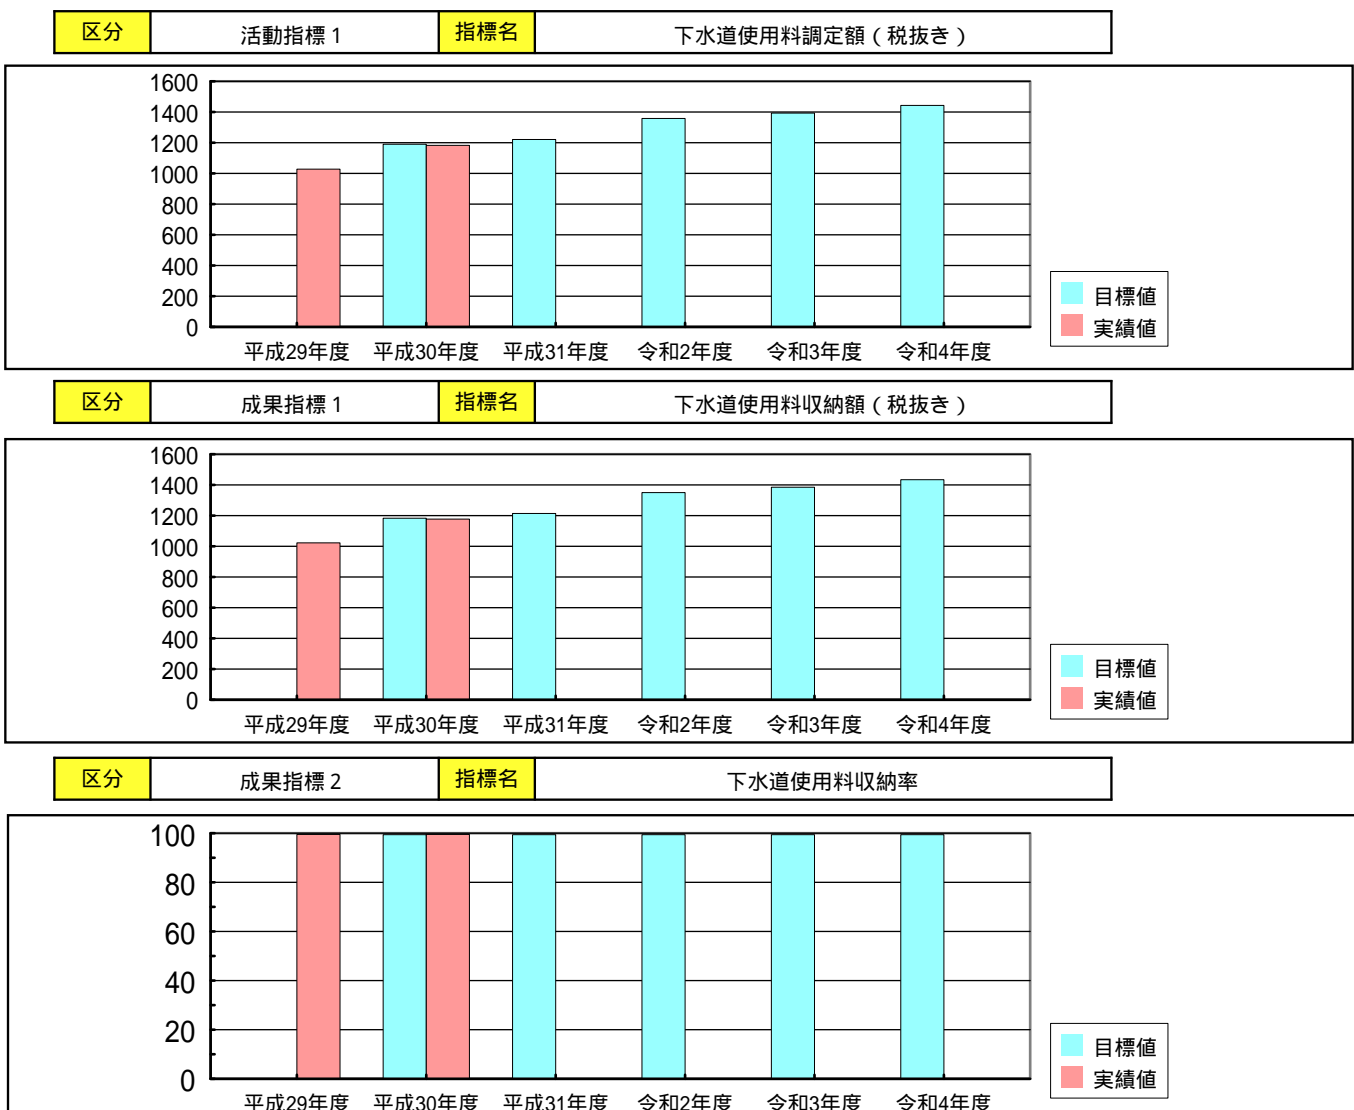 区分 活動指標1 指標名 下水道使用料調定額(税抜き)
1600
1400
1200
1000
800
600
400
200
0
平成29年度 平成30年度 平成31年度 令和2年度 令和3年度 令和4年度
目標値
実績値
区分 成果指標1 指標名 下水道使用料収納額(税抜き)
1600
1400
1200
1000
800
600
400
200
0
平成29年度 平成30年度 平成31年度 令和2年度 令和3年度 令和4年度
目標値
実績値
区分 成果指標2 指標名 下水道使用料収納率
100
80
60
40
20
0
平成29年度 平成30年度 平成31年度 令和2年度 令和3年度 令和4年度
目標値
実績値